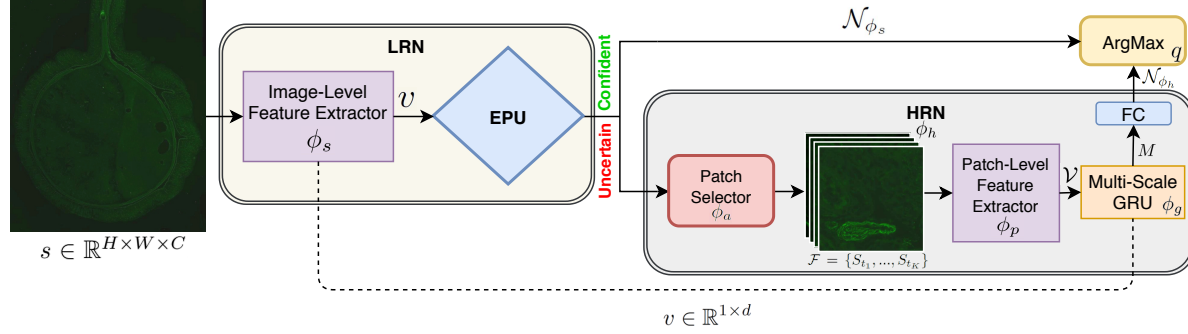 LRN
Image-Level
Feature Extractor
ϕ_s
v
EPU
Confident
Uncertain
𝒩_{ϕ_s}
ArgMax
q
𝒩_{ϕ_h}
HRN
ϕ_h
FC
M
Patch
Selector
ϕ_a
Patch-Level
Feature
Extractor
ϕ_p
𝒱
Multi-Scale
GRU ϕ_g
ℱ = {S_{t_1}, ..., S_{t_K}}
s ∈ ℝ^{H×W×C}
v ∈ ℝ^{1×d}